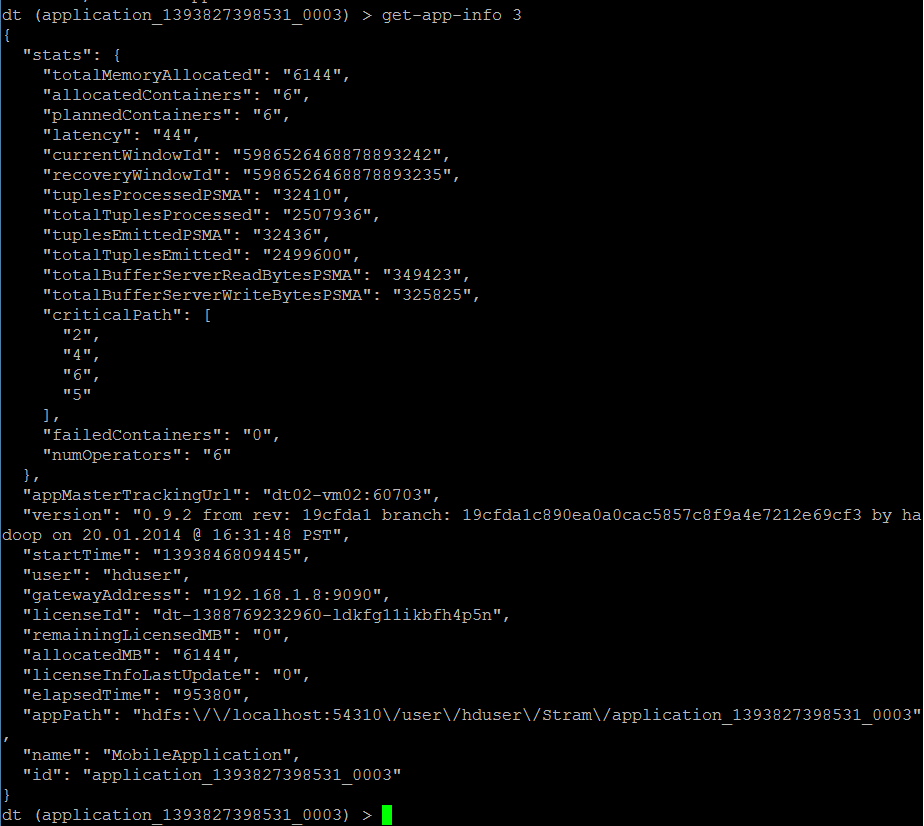 dt (application_1393827398531_0003) > get-app-info 3
{
  "stats": {
    "totalMemoryAllocated": "6144",
    "allocatedContainers": "6",
    "plannedContainers": "6",
    "latency": "44",
    "currentWindowId": "5986526468878893242",
    "recoveryWindowId": "5986526468878893235",
    "tuplesProcessedPSMA": "32410",
    "totalTuplesProcessed": "2507936",
    "tuplesEmittedPSMA": "32436",
    "totalTuplesEmitted": "2499600",
    "totalBufferServerReadBytesPSMA": "349423",
    "totalBufferServerWriteBytesPSMA": "325825",
    "criticalPath": [
      "2",
      "4",
      "6",
      "5"
    ],
    "failedContainers": "0",
    "numOperators": "6"
  },
  "appMasterTrackingUrl": "dt02-vm02:60703",
  "version": "0.9.2 from rev: 19cfda1 branch: 19cfda1c890ea0a0cac5857c8f9a4e7212e69cf3 by ha
doop on 20.01.2014 @ 16:31:48 PST",
  "startTime": "1393846809445",
  "user": "hduser",
  "gatewayAddress": "192.168.1.8:9090",
  "licenseId": "dt-1388769232960-ldkfg11ikbfh4p5n",
  "remainingLicensedMB": "0",
  "allocatedMB": "6144",
  "licenseInfoLastUpdate": "0",
  "elapsedTime": "95380",
  "appPath": "hdfs:\/\/localhost:54310\/user\/hduser\/Stram\/application_1393827398531_0003"
,
  "name": "MobileApplication",
  "id": "application_1393827398531_0003"
}
dt (application_1393827398531_0003) >